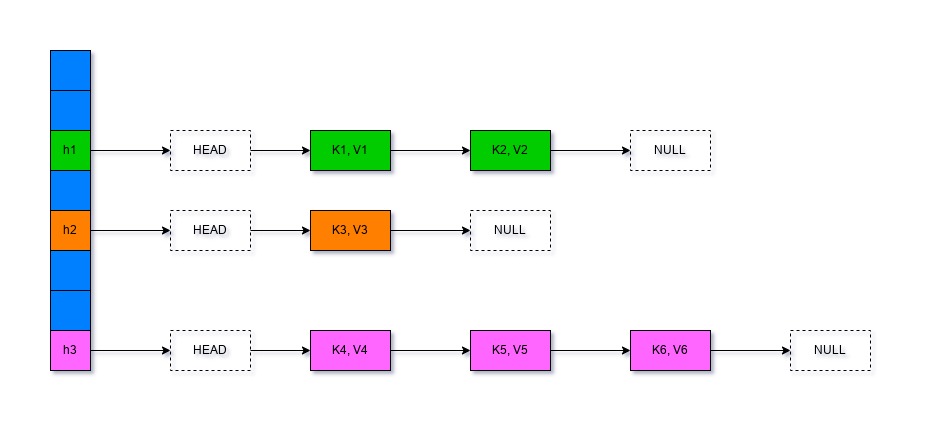 h1 HEAD K1, V1 K2, V2 NULL
h2 HEAD K3, V3 NULL
h3 HEAD K4, V4 K5, V5 K6, V6 NULL